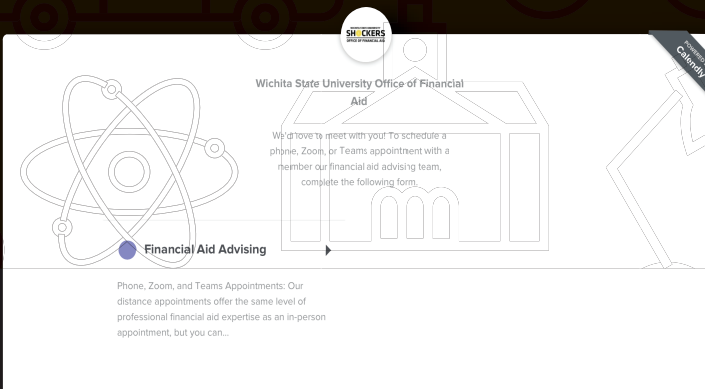 SHOCKERS
OFFICE OF FINANCIAL AID
POWERED
Calendly
Wichita State University Office of Financial
Aid
We'd love to meet with you! To schedule a
phone, Zoom, or Teams appointment with a
member our financial aid advising team,
complete the following form.
Financial Aid Advising
Phone, Zoom, and Teams Appointments: Our
distance appointments offer the same level of
professional financial aid expertise as an in-person
appointment, but you can...